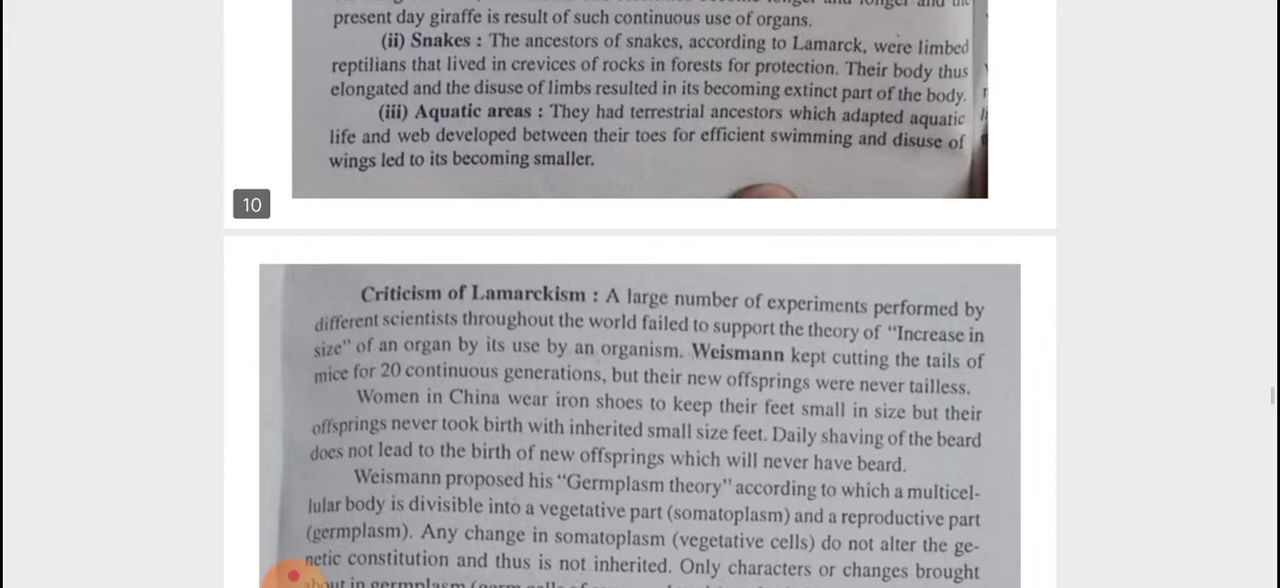 present day giraffe is result of such continuous use of organs.
(ii) Snakes : The ancestors of snakes, according to Lamarck, were limbed
reptilians that lived in crevices of rocks in forests for protection. Their body thus
elongated and the disuse of limbs resulted in its becoming extinct part of the body.
(iii) Aquatic areas : They had terrestrial ancestors which adapted aquatic
life and web developed between their toes for efficient swimming and disuse of
wings led to its becoming smaller.
10
Criticism of Lamarckism : A large number of experiments performed by
different scientists throughout the world failed to support the theory of “Increase in
size” of an organ by its use by an organism. Weismann kept cutting the tails of
mice for 20 continuous generations, but their new offsprings were never tailless.
Women in China wear iron shoes to keep their feet small in size but their
offsprings never took birth with inherited small size feet. Daily shaving of the beard
does not lead to the birth of new offsprings which will never have beard.
Weismann proposed his “Germplasm theory” according to which a multicel-
lular body is divisible into a vegetative part (somatoplasm) and a reproductive part
(germplasm). Any change in somatoplasm (vegetative cells) do not alter the ge-
netic constitution and thus is not inherited. Only characters or changes brought
about in germplasm